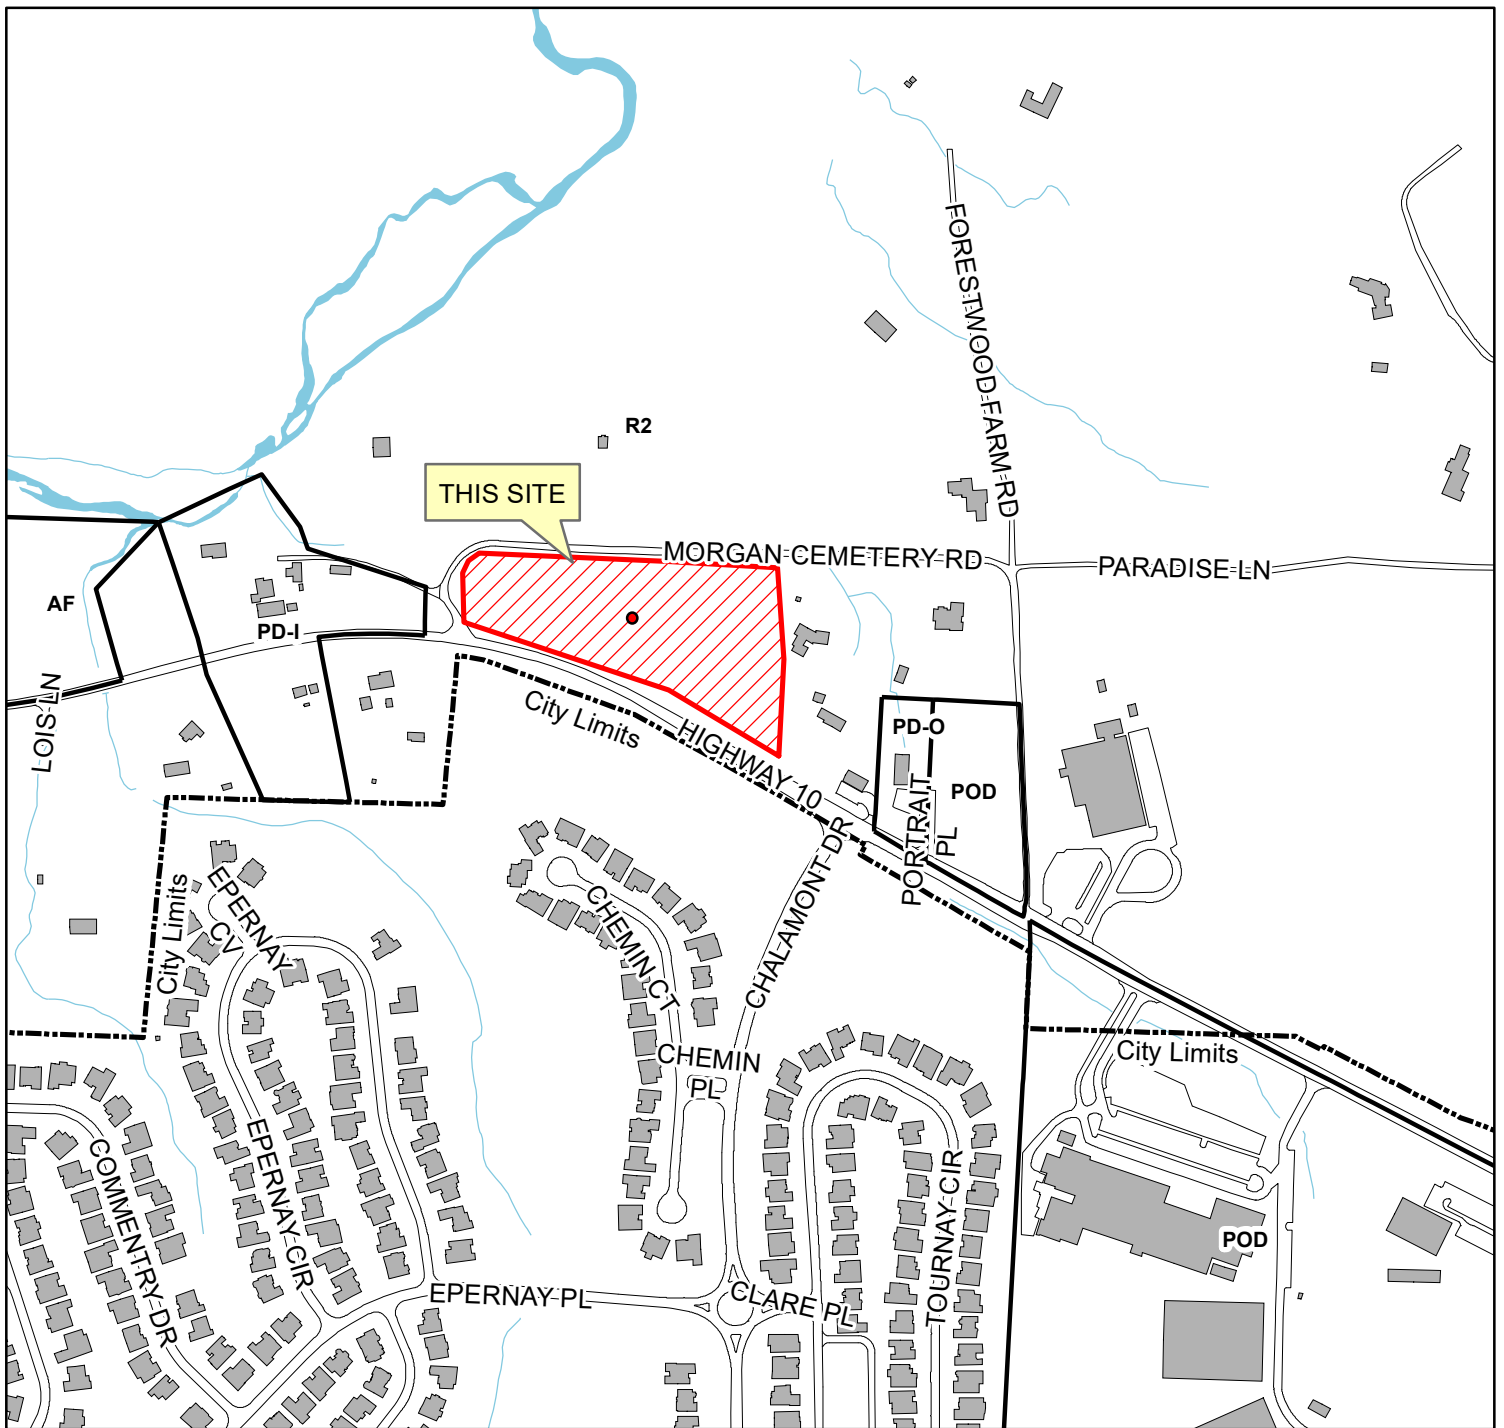 FORESTWOOD FARM RD
R2
THIS SITE
MORGAN CEMETERY RD
PARADISE LN
AF
PD-I
LOIS LN
City Limits
HIGHWAY 10
PD-O
POD
PORTRAIT
PL
CHALAMONT DR
City Limits
EPERNAY
CV
CHEMIN CT
CHEMIN
PL
City Limits
COMMENTRY DR
EPERNAY CIR
TOURNAY CIR
POD
EPERNAY PL
CLARE PL